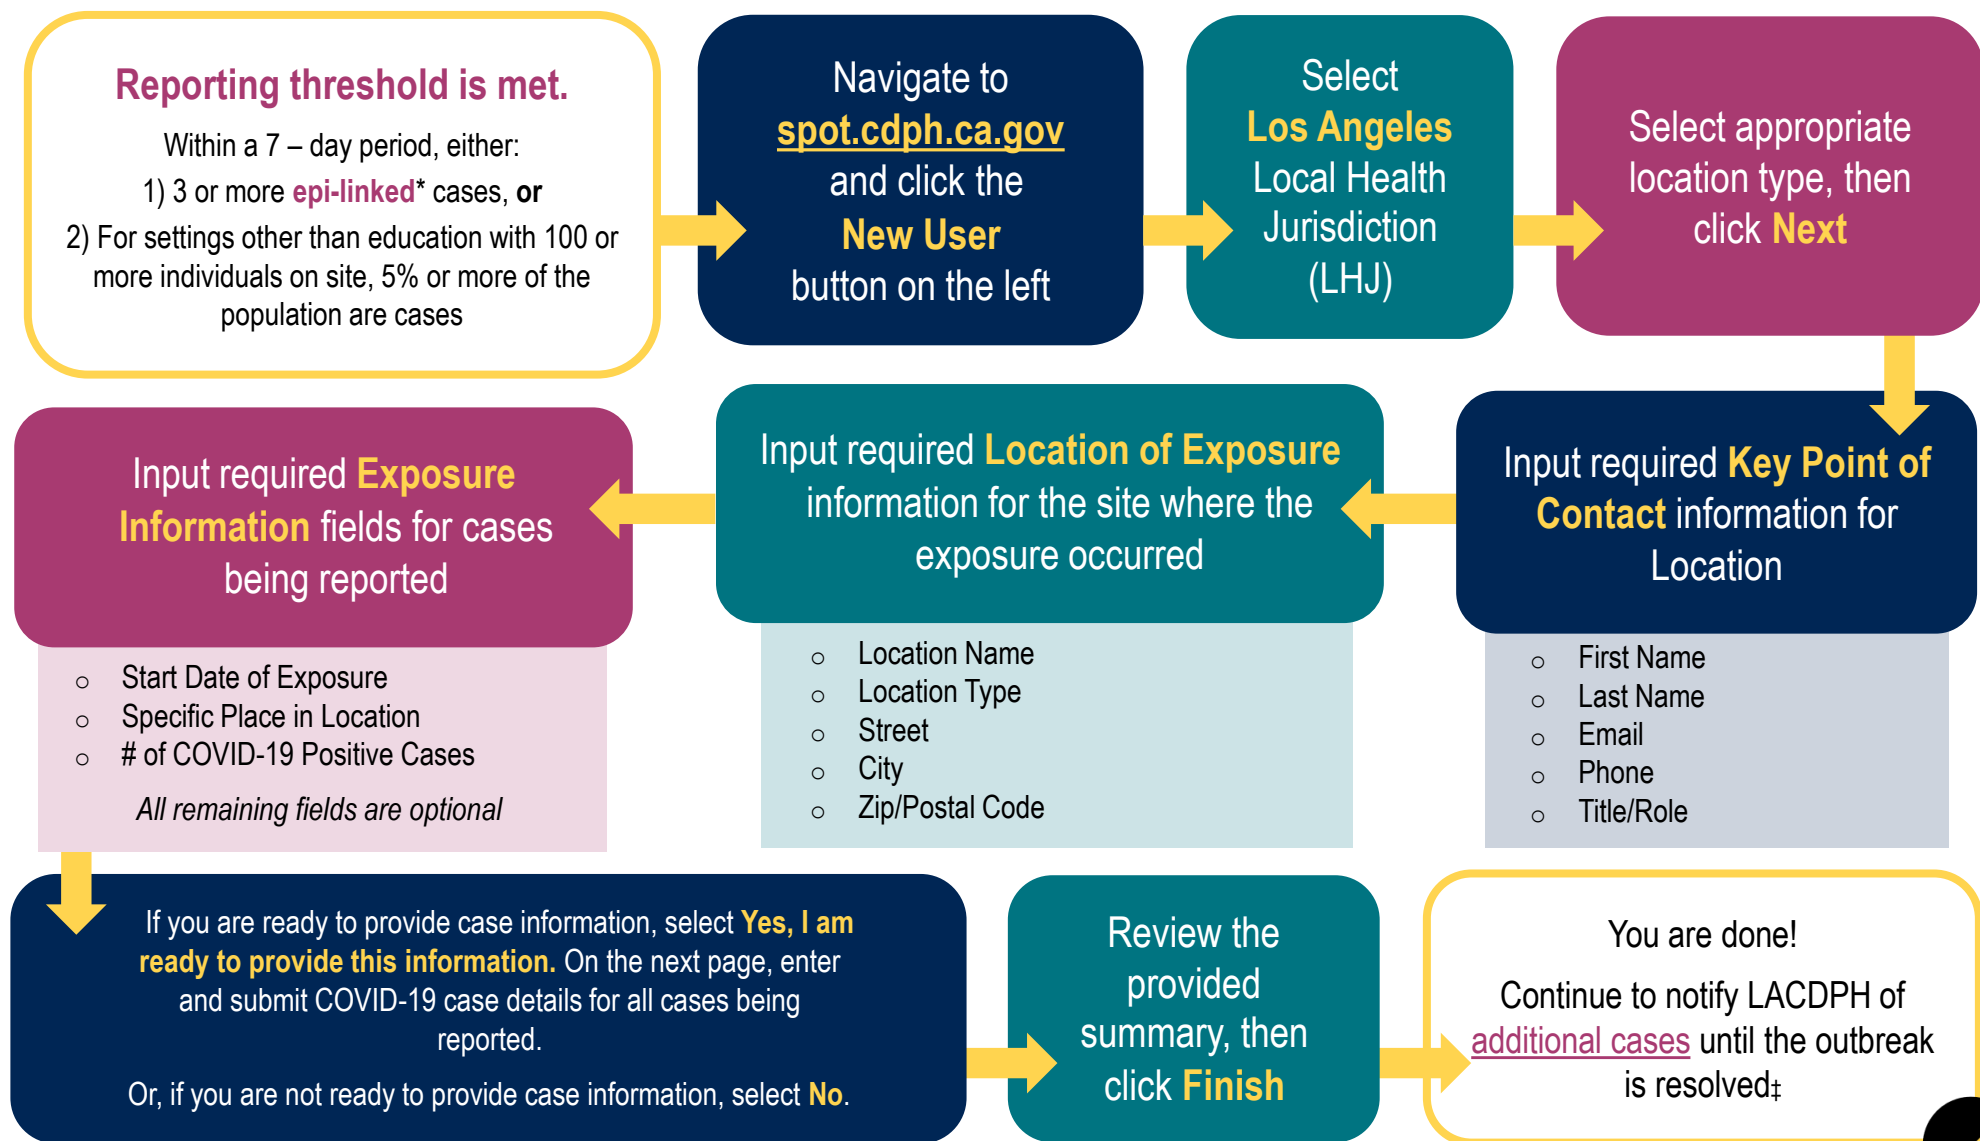 Reporting threshold is met.
Within a 7 – day period, either:
1) 3 or more epi-linked* cases, or
2) For settings other than education with 100 or
more individuals on site, 5% or more of the
population are cases
Navigate to
spot.cdph.ca.gov
and click the
New User
button on the left
Select
Los Angeles
Local Health
Jurisdiction
(LHJ)
Select appropriate
location type, then
click Next
Input required Key Point of
Contact information for
Location
○ First Name
○ Last Name
○ Email
○ Phone
○ Title/Role
Input required Location of Exposure
information for the site where the
exposure occurred
○ Location Name
○ Location Type
○ Street
○ City
○ Zip/Postal Code
Input required Exposure
Information fields for cases
being reported
○ Start Date of Exposure
○ Specific Place in Location
○ # of COVID-19 Positive Cases
All remaining fields are optional
If you are ready to provide case information, select Yes, I am
ready to provide this information. On the next page, enter
and submit COVID-19 case details for all cases being
reported.
Or, if you are not ready to provide case information, select No.
Review the
provided
summary, then
click Finish
You are done!
Continue to notify LACDPH of
additional cases until the outbreak
is resolved‡